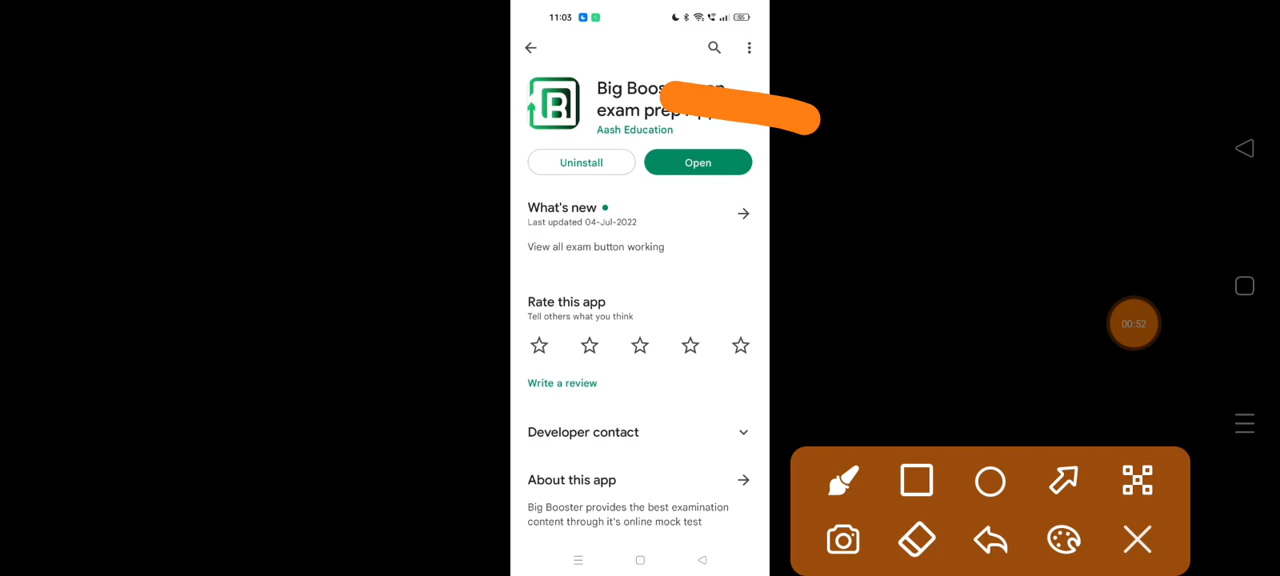 11:03
55
Big
exam prep
Aash Education
Uninstall
Open
What's new
Last updated 04-Jul-2022
View all exam button working
Rate this app
Tell others what you think
00:52
Write a review
Developer contact
About this app
Big Booster provides the best examination
content through it's online mock test